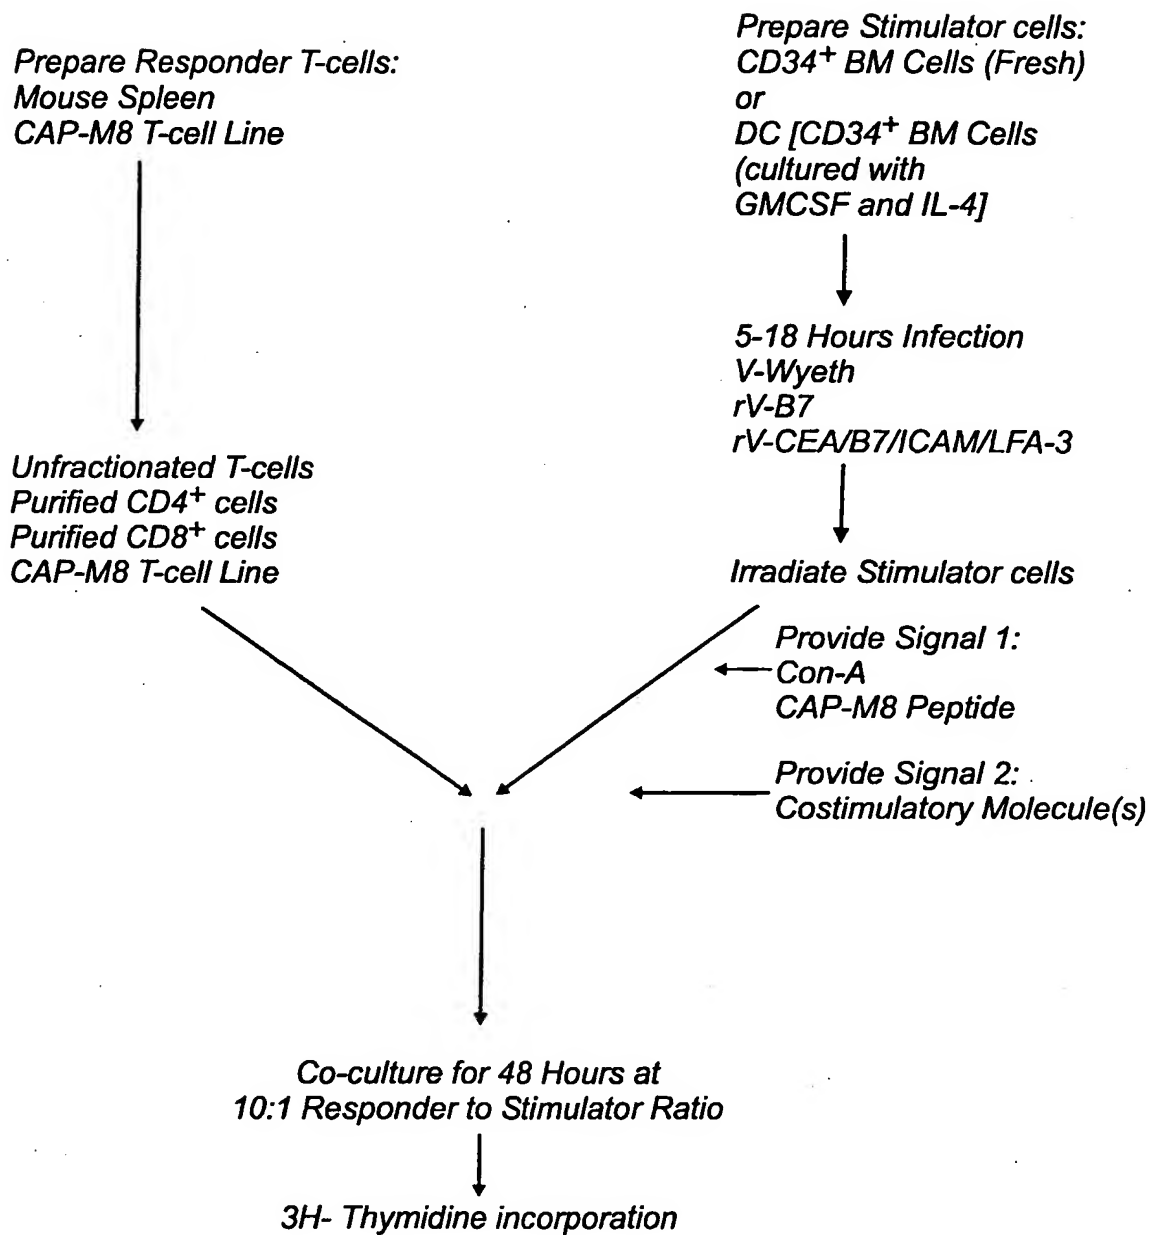 Prepare Responder T-cells:
Mouse Spleen
CAP-M8 T-cell Line
Prepare Stimulator cells:
CD34+ BM Cells (Fresh)
or
DC [CD34+ BM Cells
(cultured with
GMCSF and IL-4]
5-18 Hours Infection
V-Wyeth
rV-B7
rV-CEA/B7/ICAM/LFA-3
Unfractionated T-cells
Purified CD4+ cells
Purified CD8+ cells
CAP-M8 T-cell Line
Irradiate Stimulator cells
Provide Signal 1:
Con-A
CAP-M8 Peptide
Provide Signal 2:
Costimulatory Molecule(s)
Co-culture for 48 Hours at
10:1 Responder to Stimulator Ratio
3H- Thymidine incorporation